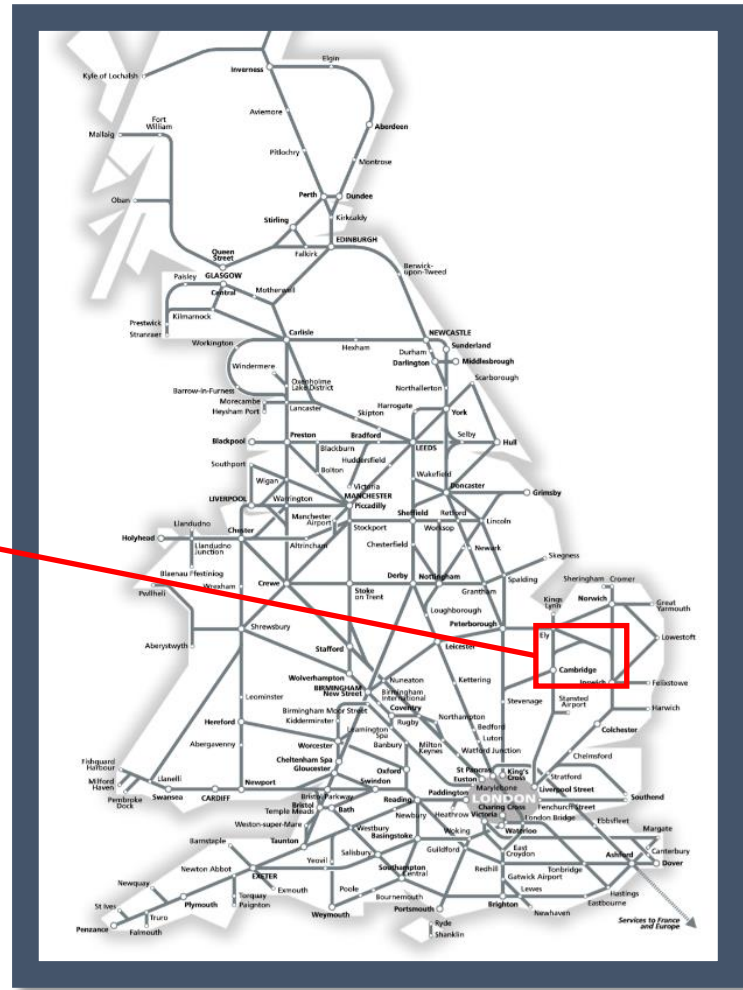 Elgin
Kyle of Lochalsh
Inverness
Aviemore
Fort
William
Mallaig
Aberdeen
Pitlochry
Montrose
Oban
Perth
Dundee
Stirling
Kirkcaldy
Queen
Street
Falkirk
EDINBURGH
Berwick-
upon-Tweed
Paisley
GLASGOW
Central
Motherwell
Prestwick
Kilmarnock
Stranraer
Carlisle
NEWCASTLE
Workington
Hexham
Sunderland
Durham
Darlington
Middlesbrough
Windermere
Scarborough
Oxenholme
Lake District
Barrow-in-Furness
Northallerton
Morecambe
Heysham Port
Lancaster
Harrogate
York
Skipton
Blackpool
Preston
Bradford
Selby
Hull
Blackburn
LEEDS
Southport
Bolton
Huddersfield
Wakefield
Wigan
Victoria
Doncaster
Grimsby
LIVERPOOL
Warrington
MANCHESTER
Piccadilly
Manchester
Airport
Sheffield
Retford
Stockport
Worksop
Lincoln
Llandudno
Holyhead
Chester
Llandudno
Junction
Altrincham
Chesterfield
Newark
Skegness
Blaenau Ffestiniog
Pwllheli
Wrexham
Crewe
Stoke
on Trent
Derby
Nottingham
Grantham
Spalding
Sheringham
Cromer
Kings
Lynn
Norwich
Great
Yarmouth
Loughborough
Aberystwyth
Shrewsbury
Peterborough
Ely
Lowestoft
Stafford
Leicester
Cambridge
Wolverhampton
BIRMINGHAM
New Street
Nuneaton
Kettering
Ipswich
Felixstowe
Birmingham
International
Stansted
Airport
Leominster
Coventry
Stevenage
Harwich
Birmingham Moor Street
Kidderminster
Rugby
Northampton
Hereford
Leamington
Spa
Bedford
Colchester
Worcester
Banbury
Milton
Keynes
Luton
Abergavenny
Watford Junction
Chelmsford
Fishguard
Harbour
Cheltenham Spa
Gloucester
Oxford
St Pancras
Euston
King's
Cross
Stratford
Milford
Haven
Llanelli
Newport
Swindon
Marylebone
Liverpool Street
Pembroke
Dock
Swansea
CARDIFF
Bristol Parkway
Bristol
Temple Meads
Bath
Reading
Paddington
LONDON
Fenchurch Street
Southend
Charing Cross
Weston-super-Mare
Newbury
Heathrow
Victoria
London Bridge
Ebbsfleet
Westbury
Basingstoke
Woking
Waterloo
Margate
Barnstaple
Taunton
Salisbury
Guildford
East
Croydon
Canterbury
Newton Abbot
Yeovil
Southampton
Central
Redhill
Tonbridge
Ashford
Dover
EXETER
Gatwick Airport
Newquay
Exmouth
Poole
Lewes
Hastings
Torquay
Paignton
Bournemouth
Eastbourne
St Ives
Plymouth
Weymouth
Portsmouth
Brighton
Newhaven
Truro
Penzance
Falmouth
Ryde
Shanklin
Services to France
and Europe